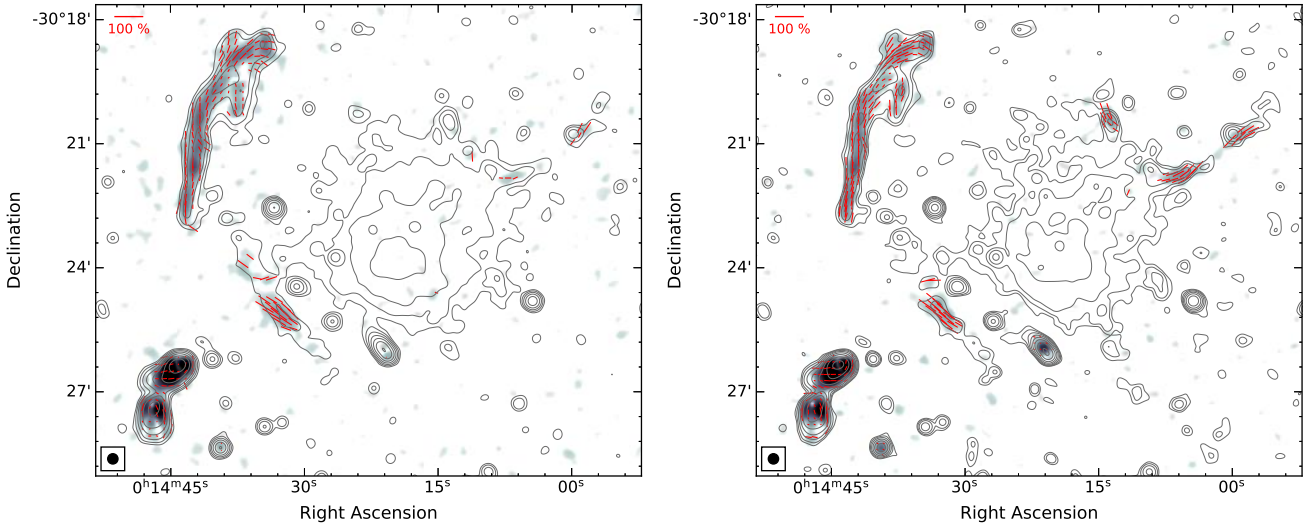 -30°18'
100 %
21'
Declination
24'
27'
0ʰ14ᵐ45ˢ 30ˢ 15ˢ 00ˢ
Right Ascension
-30°18'
100 %
21'
Declination
24'
27'
0ʰ14ᵐ45ˢ 30ˢ 15ˢ 00ˢ
Right Ascension